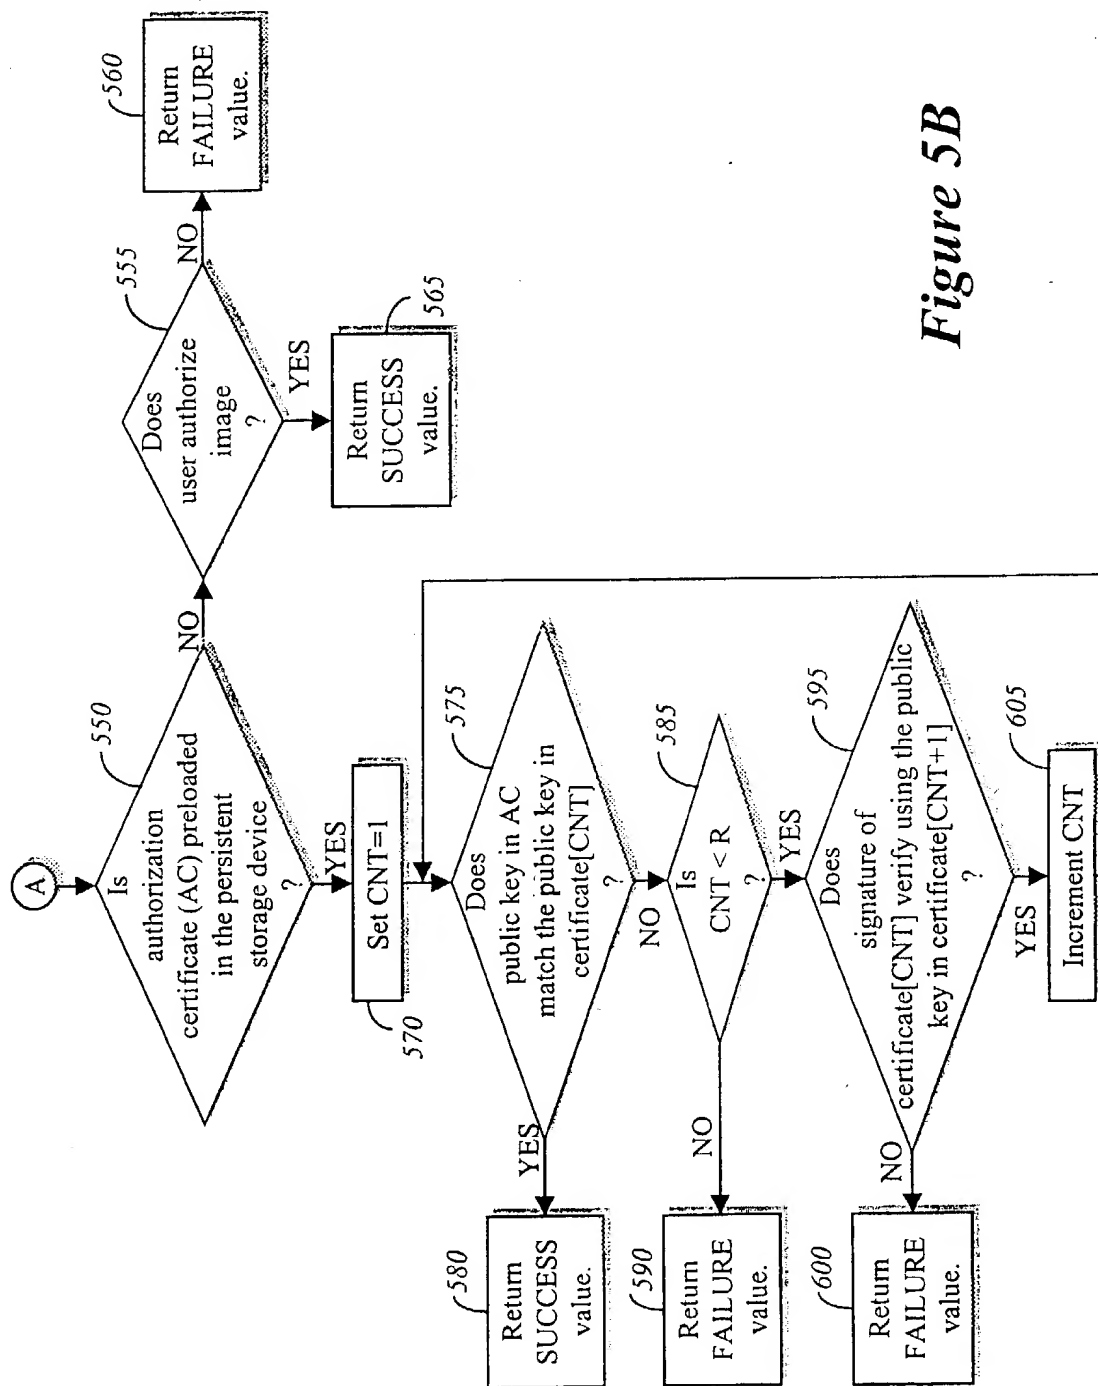 A
550
Is
authorization
certificate (AC) preloaded
in the persistent
storage device
?
NO
555
Does
user authorize
image
?
NO
560
Return
FAILURE
value.
YES
565
Return
SUCCESS
value.
YES
Set CNT=1
570
575
Does
public key in AC
match the public key in
certificate[CNT]
?
YES
580
Return
SUCCESS
value.
NO
585
Is
CNT < R
?
NO
590
Return
FAILURE
value.
YES
595
Does
signature of
certificate[CNT] verify using the public
key in certificate[CNT+1]
?
NO
600
Return
FAILURE
value.
YES
605
Increment CNT
Figure 5B